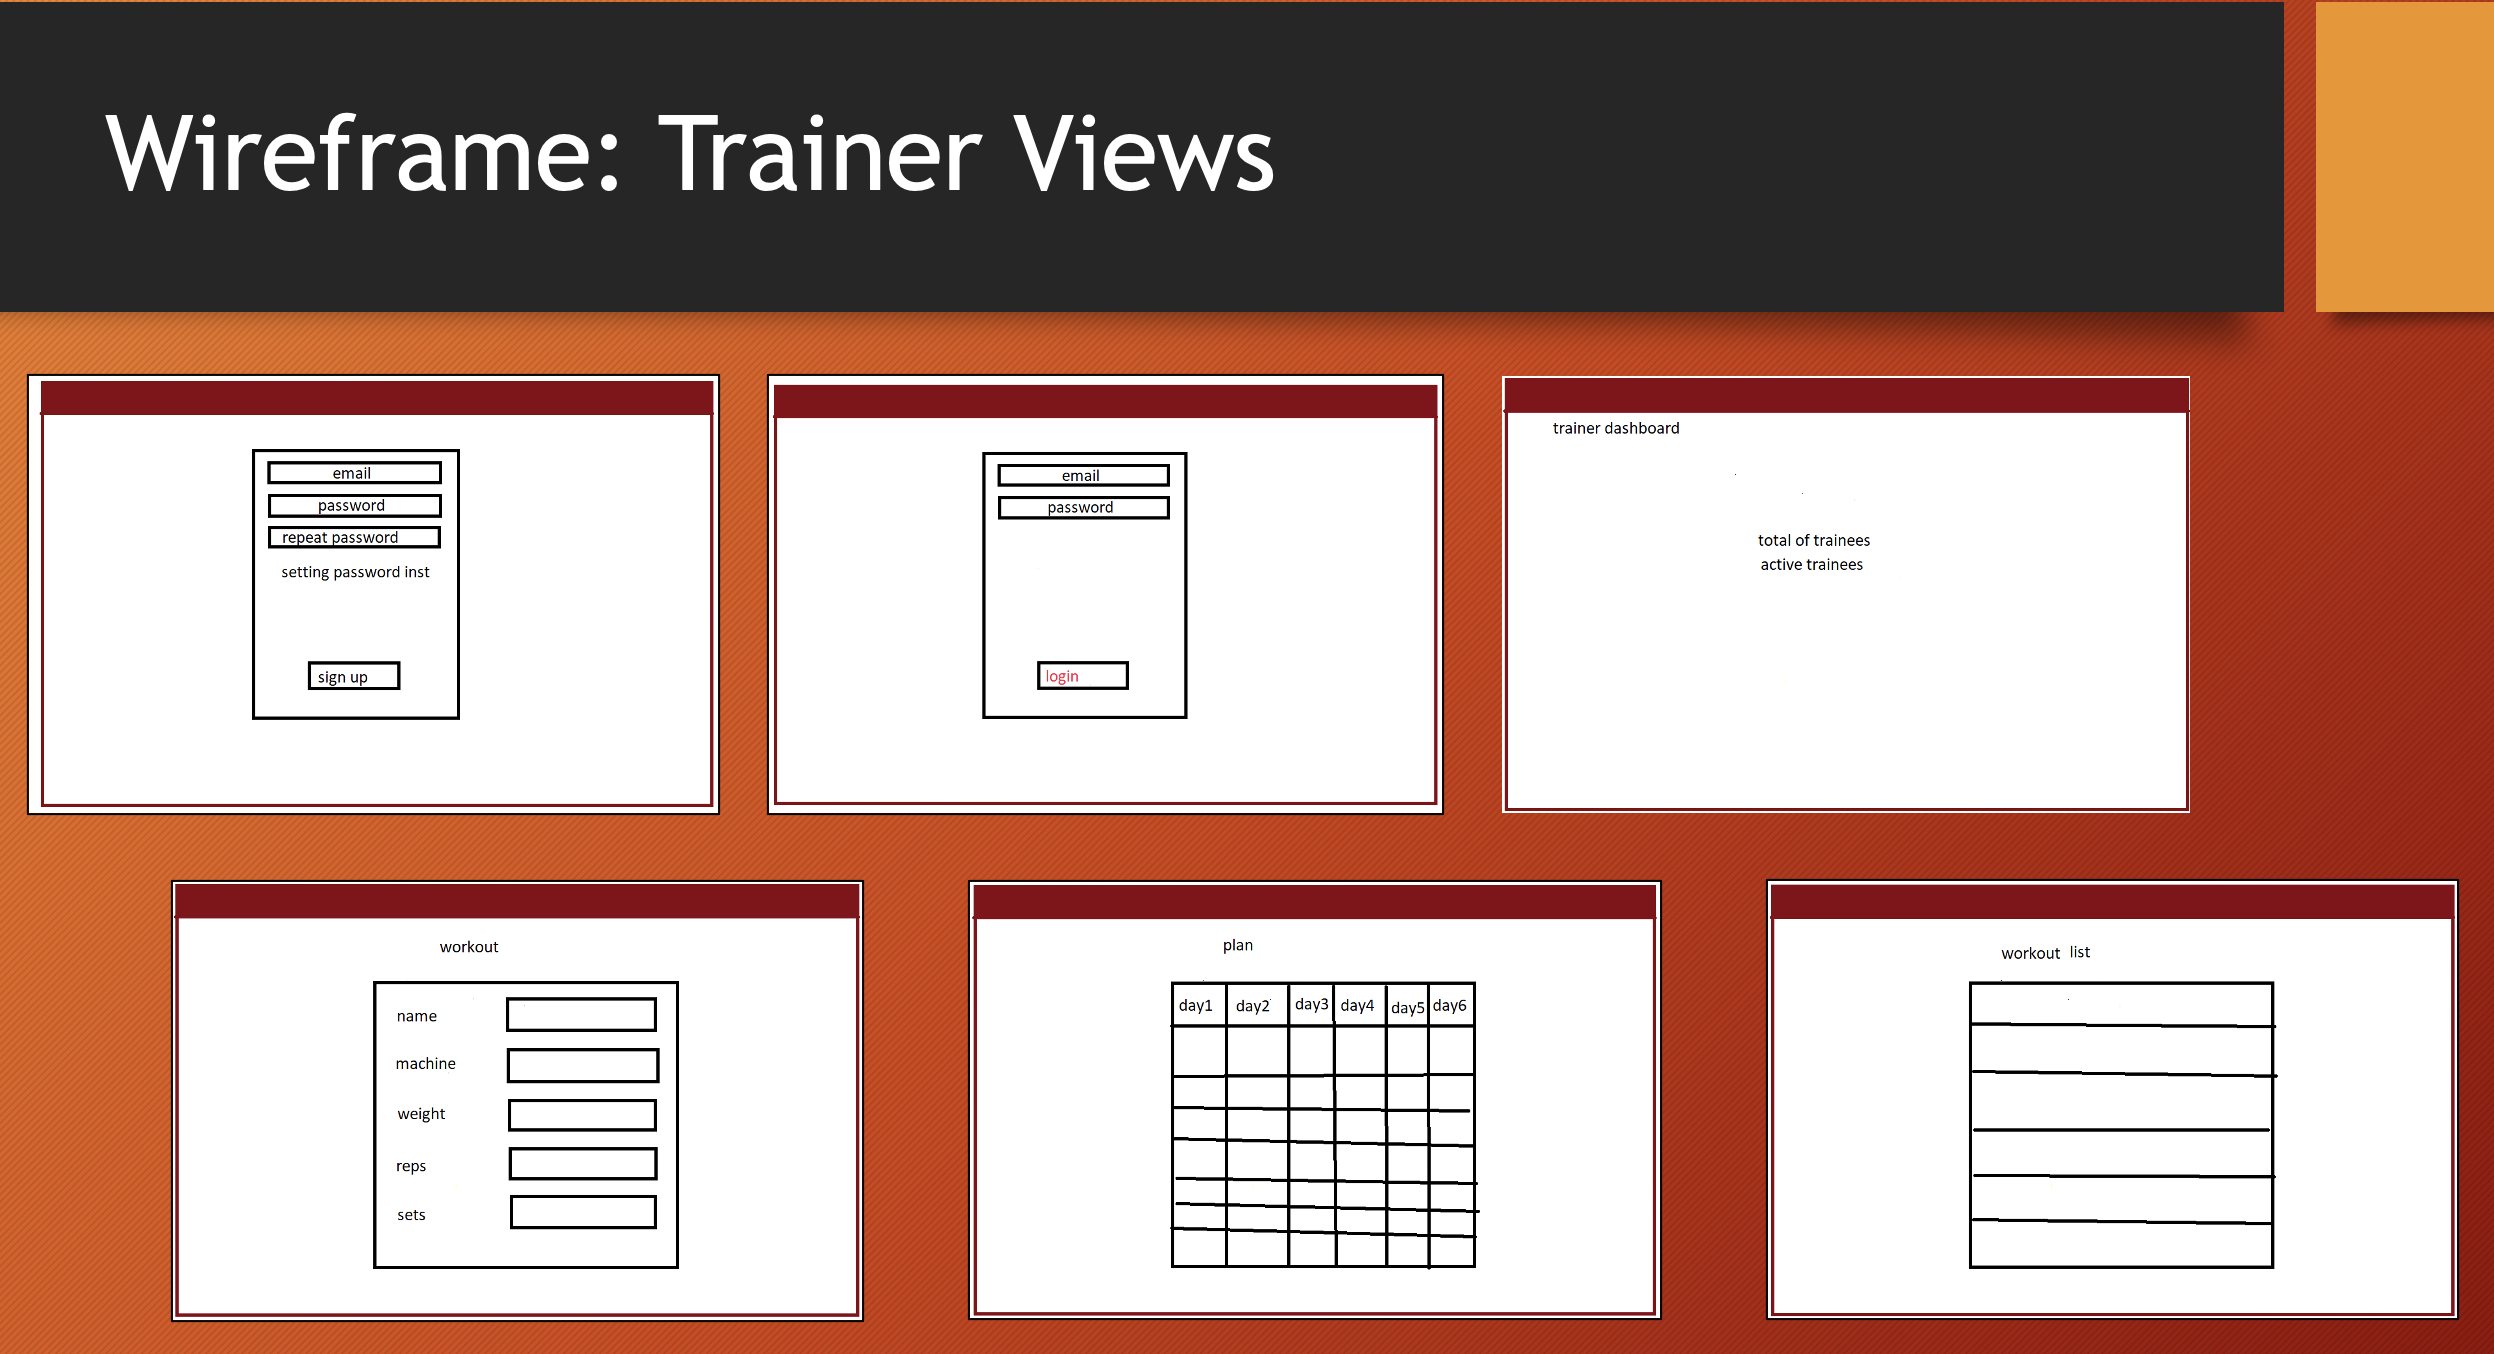 Wireframe: Trainer Views
email
password
repeat password
setting password inst
sign up
email
password
login
trainer dashboard
total of trainees
active trainees
workout
name
machine
weight
reps
sets
plan
day1 day2 day3 day4 day5 day6
workout list